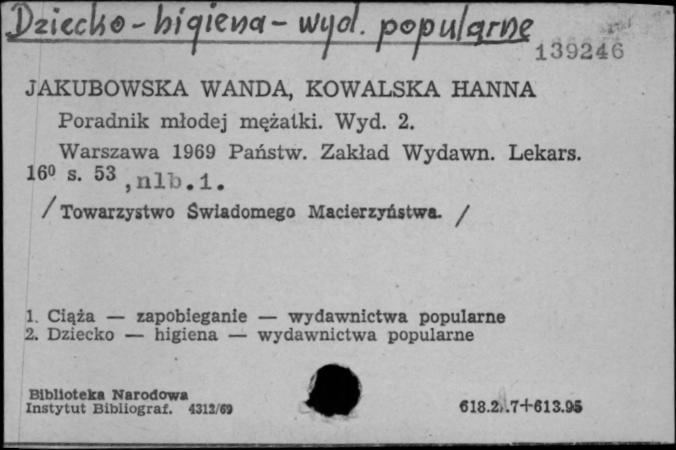 Dziecko - higiena - wyd. popularne
139246
JAKUBOWSKA WANDA, KOWALSKA HANNA
Poradnik młodej mężatki. Wyd. 2.
Warszawa 1969 Państw. Zakład Wydawn. Lekars.
16⁰ s. 53, nlb. 1.
/ Towarzystwo Świadomego Macierzyństwa. /
1. Ciąża — zapobieganie — wydawnictwa popularne
2. Dziecko — higiena — wydawnictwa popularne
Biblioteka Narodowa
Instytut Bibliograf. 4312/69
+613.95